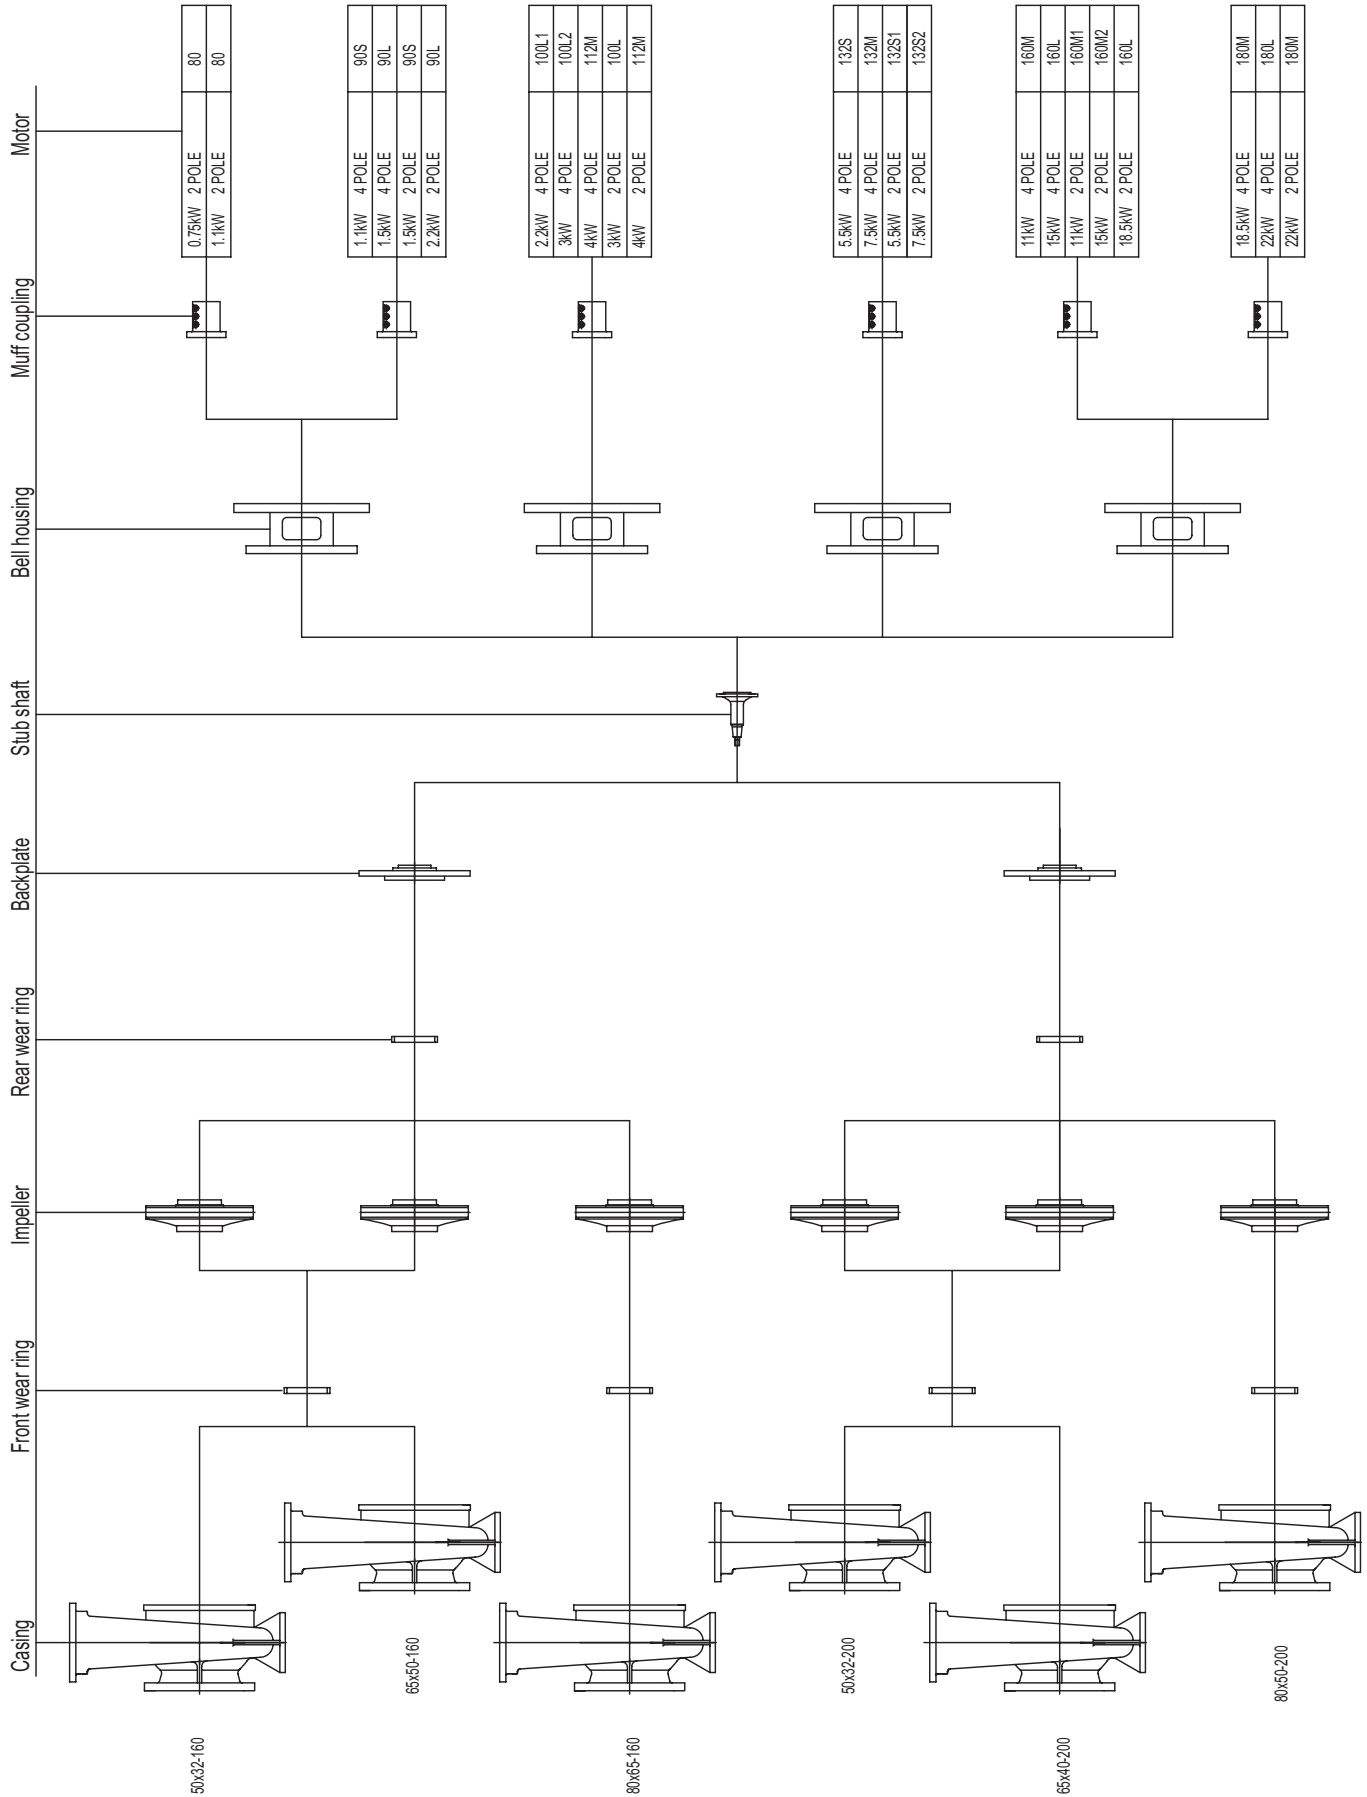 Casing
Front wear ring
Impeller
Rear wear ring
Backplate
Stub shaft
Bell housing
Muff coupling
Motor
0.75kW 2 POLE 80
1.1kW 2 POLE 80
1.1kW 4 POLE 90S
1.5kW 4 POLE 90L
1.5kW 2 POLE 90S
2.2kW 2 POLE 90L
2.2kW 4 POLE 100L1
3kW 4 POLE 100L2
4kW 4 POLE 112M
3kW 2 POLE 100L
4kW 2 POLE 112M
5.5kW 4 POLE 132S
7.5kW 4 POLE 132M
5.5kW 2 POLE 132S1
7.5kW 2 POLE 132S2
11kW 4 POLE 160M
15kW 4 POLE 160L
11kW 2 POLE 160M1
15kW 2 POLE 160M2
18.5kW 2 POLE 160L
18.5kW 4 POLE 180M
22kW 4 POLE 180L
22kW 2 POLE 180M
50x32-160
65x50-160
80x65-160
50x32-200
65x40-200
80x50-200